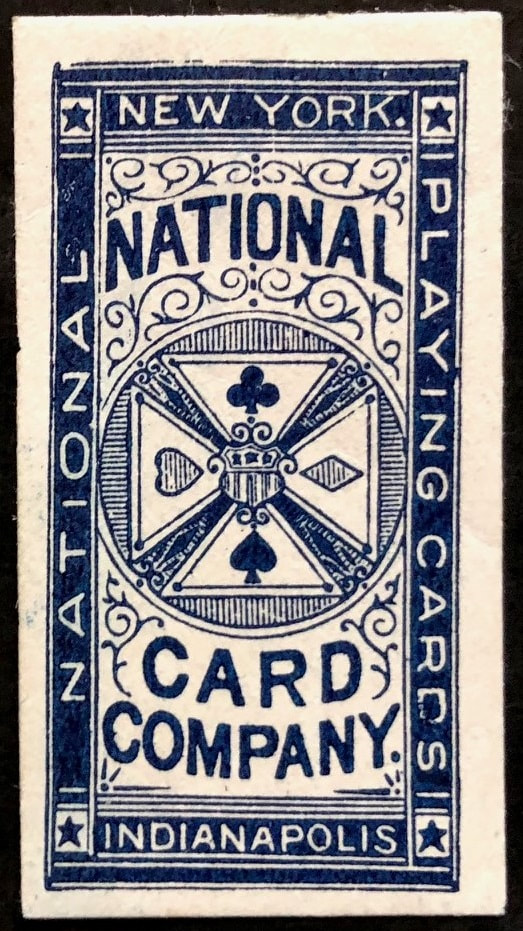 NEW YORK.
NATIONAL
NATIONAL
PLAYING CARDS
CARD
COMPANY.
INDIANAPOLIS